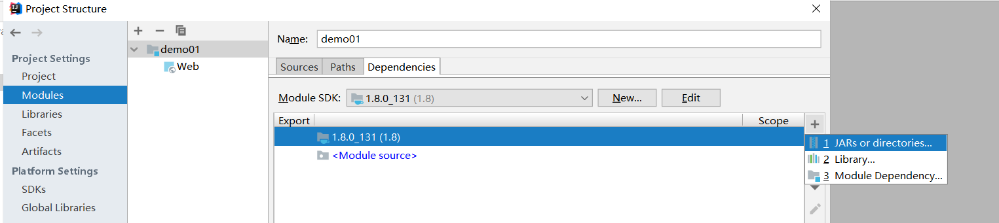 Project Structure
Project Settings
Project
Modules
Libraries
Facets
Artifacts
Platform Settings
SDKs
Global Libraries
demo01
Web
Name: demo01
Sources Paths Dependencies
Module SDK: 1.8.0_131 (1.8) New... Edit
Export Scope
1.8.0_131 (1.8)
<Module source>
1 JARs or directories...
2 Library...
3 Module Dependency...